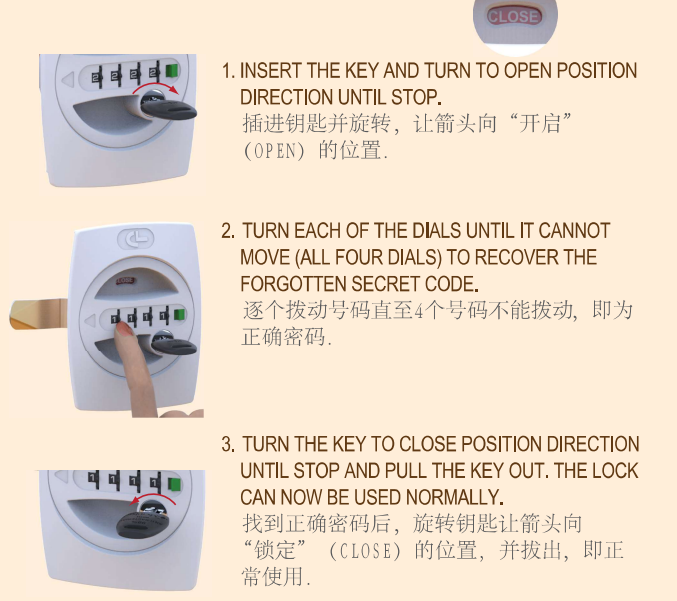 CLOSE
1. INSERT THE KEY AND TURN TO OPEN POSITION
DIRECTION UNTIL STOP.
插进钥匙并旋转, 让箭头向“开启”
(OPEN) 的位置.
2. TURN EACH OF THE DIALS UNTIL IT CANNOT
MOVE (ALL FOUR DIALS) TO RECOVER THE
FORGOTTEN SECRET CODE.
逐个拨动号码直至4个号码不能拨动, 即为
正确密码.
CLOSE
1 1 1 1
3. TURN THE KEY TO CLOSE POSITION DIRECTION
UNTIL STOP AND PULL THE KEY OUT. THE LOCK
CAN NOW BE USED NORMALLY.
找到正确密码后, 旋转钥匙让箭头向
“锁定” (CLOSE) 的位置, 并拔出, 即正
常使用.